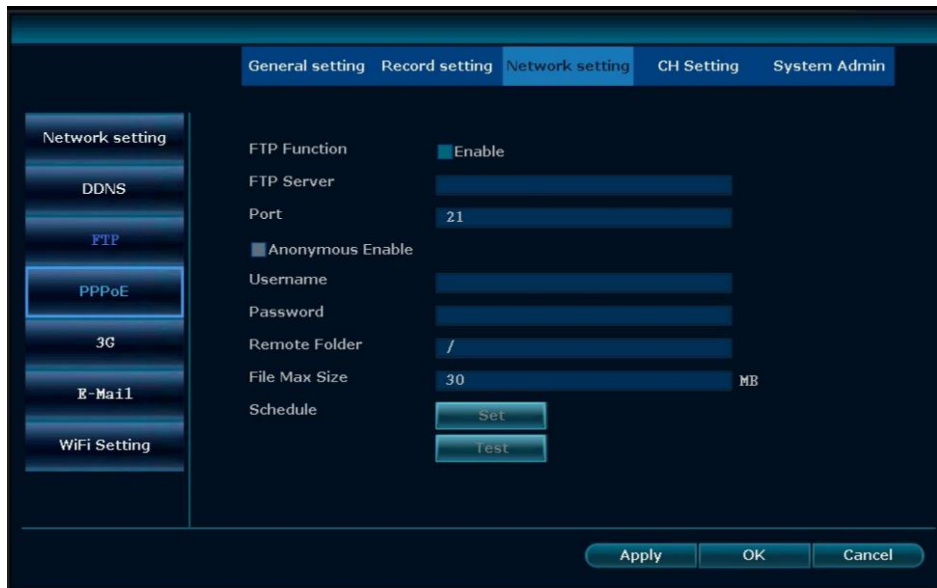 General setting Record setting Network setting CH Setting System Admin
Network setting
DDNS
FTP
PPPoE
3G
E-Mail
WiFi Setting
FTP Function Enable
FTP Server
Port 21
Anonymous Enable
Username
Password
Remote Folder /
File Max Size 30 MB
Schedule Set
Test
Apply OK Cancel